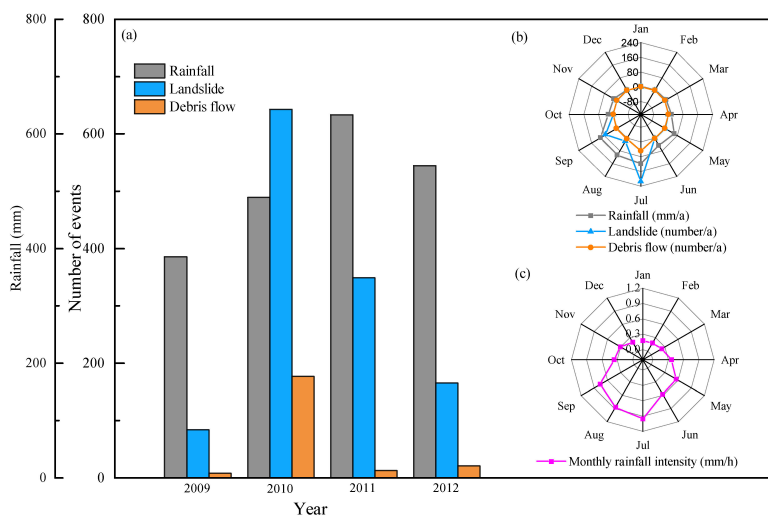 (a)
Rainfall
Landslide
Debris flow
800
600
400
200
0
Rainfall (mm)
800
600
400
200
0
Number of events
2009
2010
2011
2012
Year
(b)
Jan
Feb
Mar
Apr
May
Jun
Jul
Aug
Sep
Oct
Nov
Dec
240
160
80
0
-80
Rainfall (mm/a)
Landslide (number/a)
Debris flow (number/a)
(c)
Jan
Feb
Mar
Apr
May
Jun
Jul
Aug
Sep
Oct
Nov
Dec
1.2
0.9
0.6
0.3
0.0
Monthly rainfall intensity (mm/h)